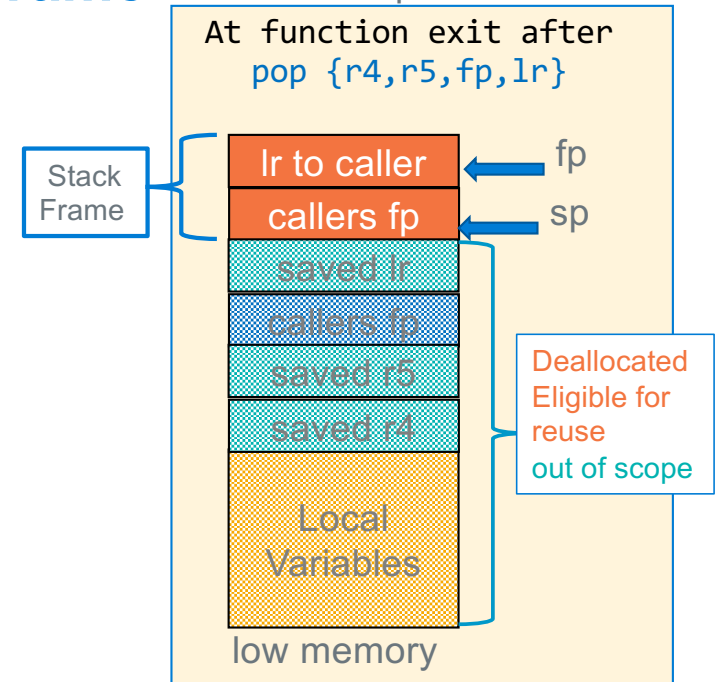 At function exit after
pop {r4,r5,fp,lr}
Stack
Frame
lr to caller
fp
callers fp
sp
saved lr
callers fp
saved r5
saved r4
Local
Variables
Deallocated
Eligible for
reuse
out of scope
low memory